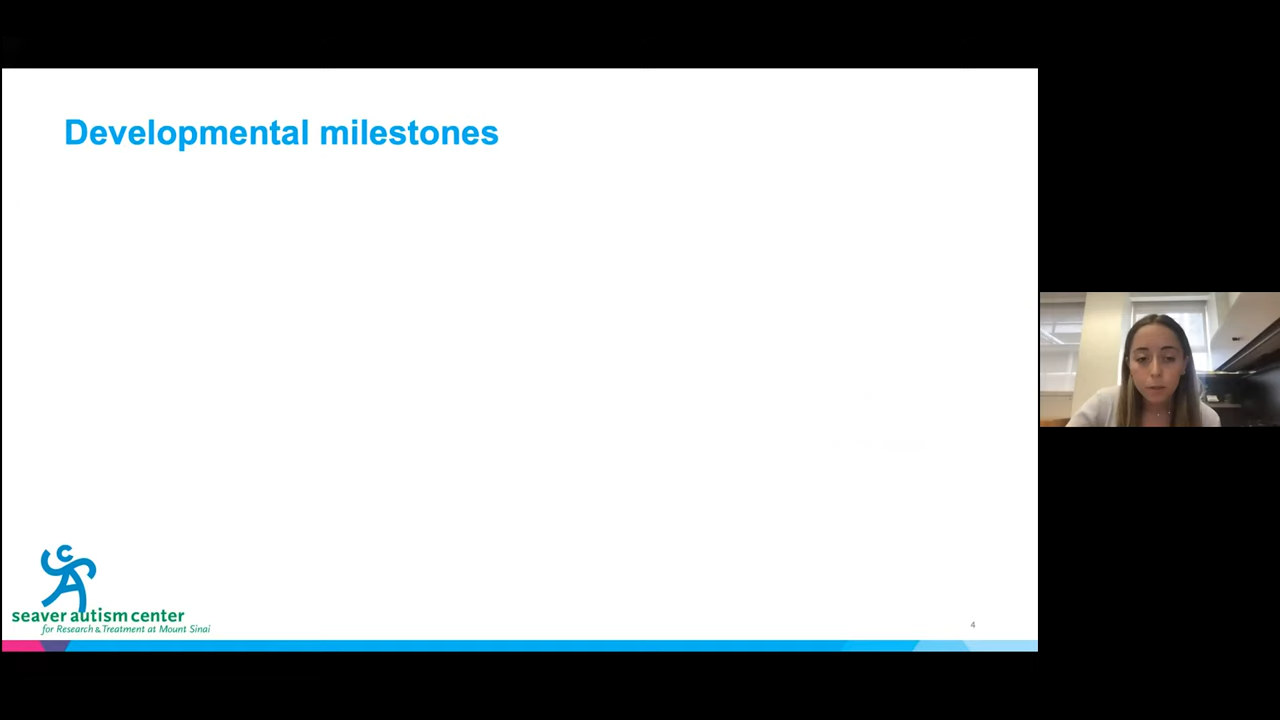 Developmental milestones
seaver autism center
for Research & Treatment at Mount Sinai
4